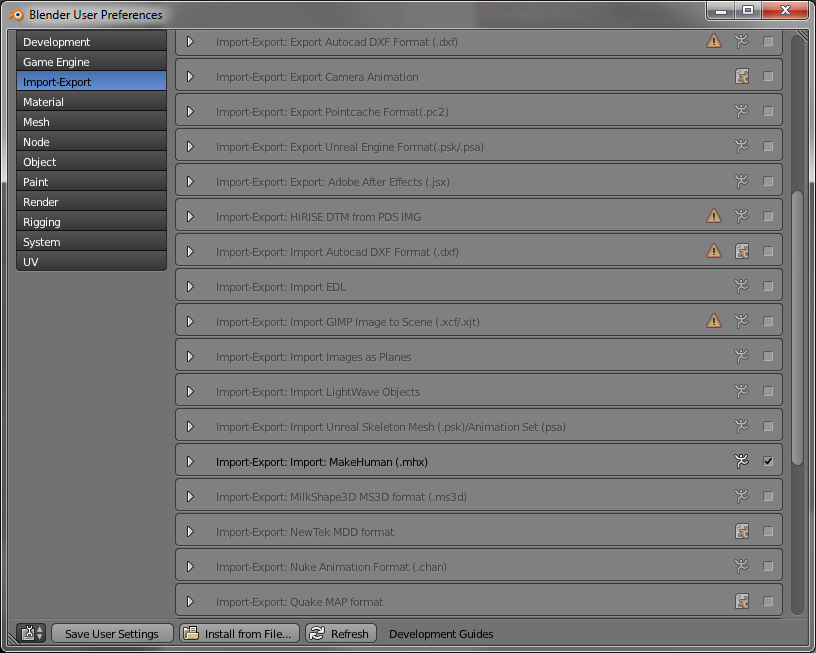 Blender User Preferences
Development
Game Engine
Import-Export
Material
Mesh
Node
Object
Paint
Render
Rigging
System
UV
Import-Export: Export Autocad DXF Format (.dxf)
Import-Export: Export Camera Animation
Import-Export: Export Pointcache Format(.pc2)
Import-Export: Export Unreal Engine Format(.psk/.psa)
Import-Export: Export: Adobe After Effects (.jsx)
Import-Export: HiRISE DTM from PDS IMG
Import-Export: Import Autocad DXF Format (.dxf)
Import-Export: Import EDL
Import-Export: Import GIMP Image to Scene (.xcf/.xjt)
Import-Export: Import Images as Planes
Import-Export: Import LightWave Objects
Import-Export: Import Unreal Skeleton Mesh (.psk)/Animation Set (psa)
Import-Export: Import: MakeHuman (.mhx)
Import-Export: MilkShape3D MS3D format (.ms3d)
Import-Export: NewTek MDD format
Import-Export: Nuke Animation Format (.chan)
Import-Export: Quake MAP format
Save User Settings
Install from File...
Refresh
Development Guides